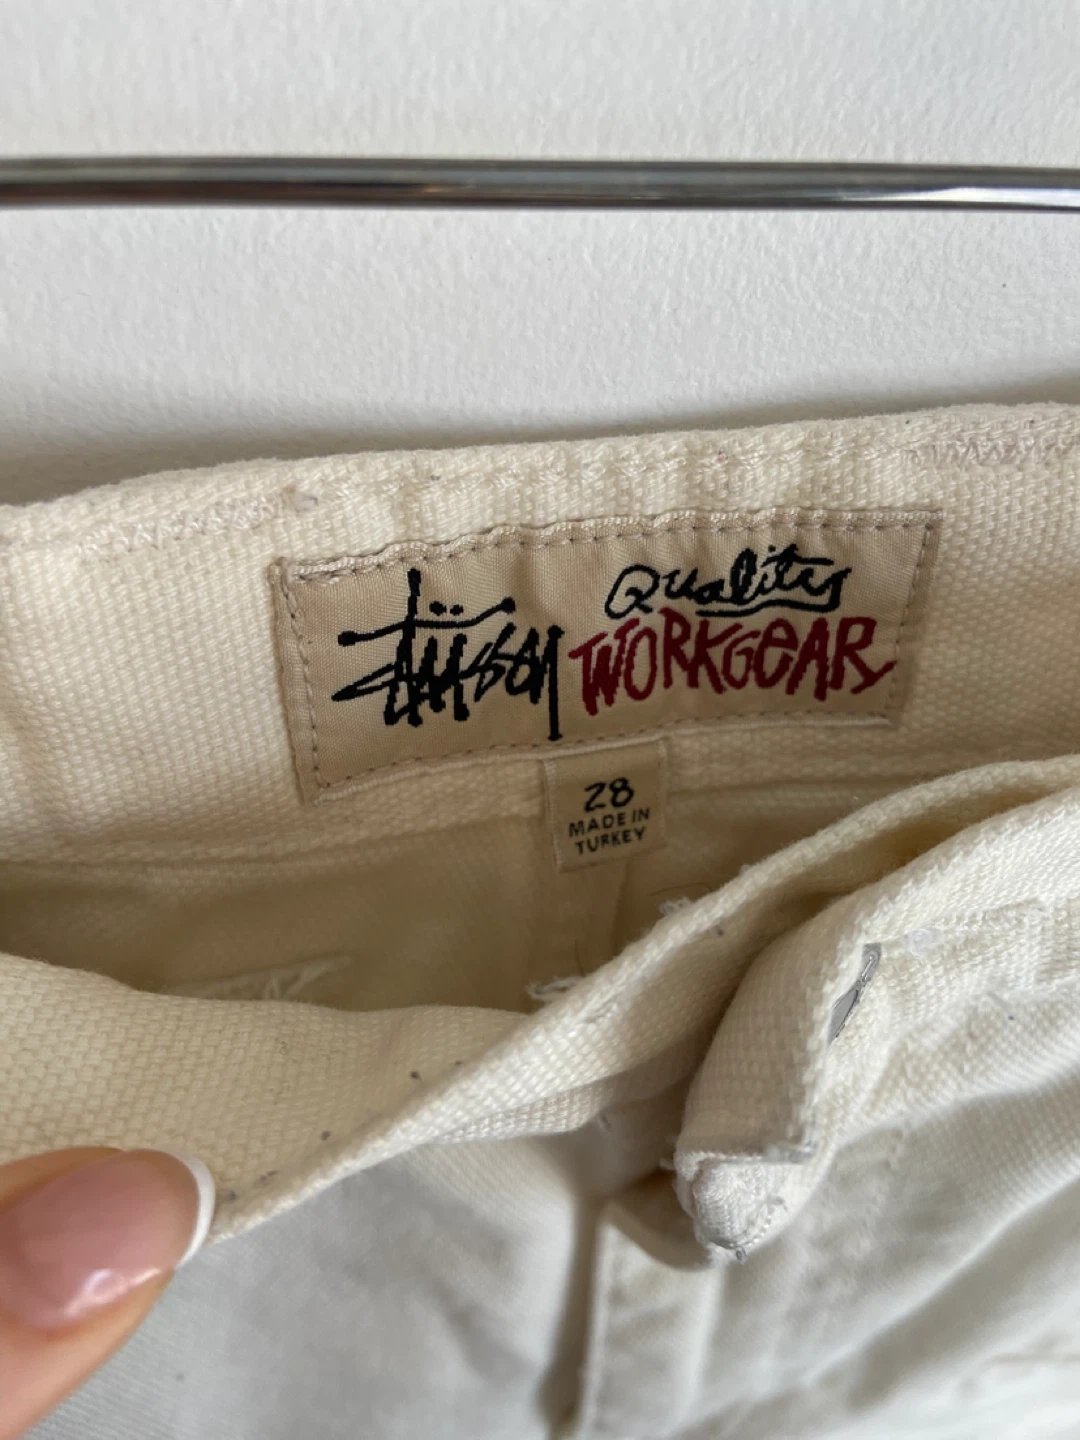 Stüssy
Quality
WORKGEAR
28
MADE IN
TURKEY